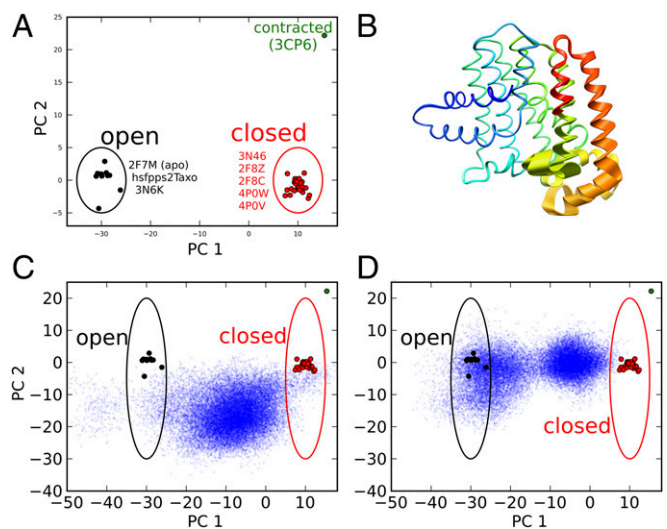 A
contracted
(3CP6)
open
closed
2F7M (apo)
hsfpps2Taxo
3N6K
3N46
2F8Z
2F8C
4P0W
4P0V
25
20
15
10
5
0
−5
PC 2
−30
−20
−10
0
10
PC 1
B
C
open
closed
20
10
0
−10
−20
−30
−40
PC 2
−50
−40
−30
−20
−10
0
10
PC 1
D
open
closed
20
10
0
−10
−20
−30
−40
−40
−30
−20
−10
0
10
PC 1